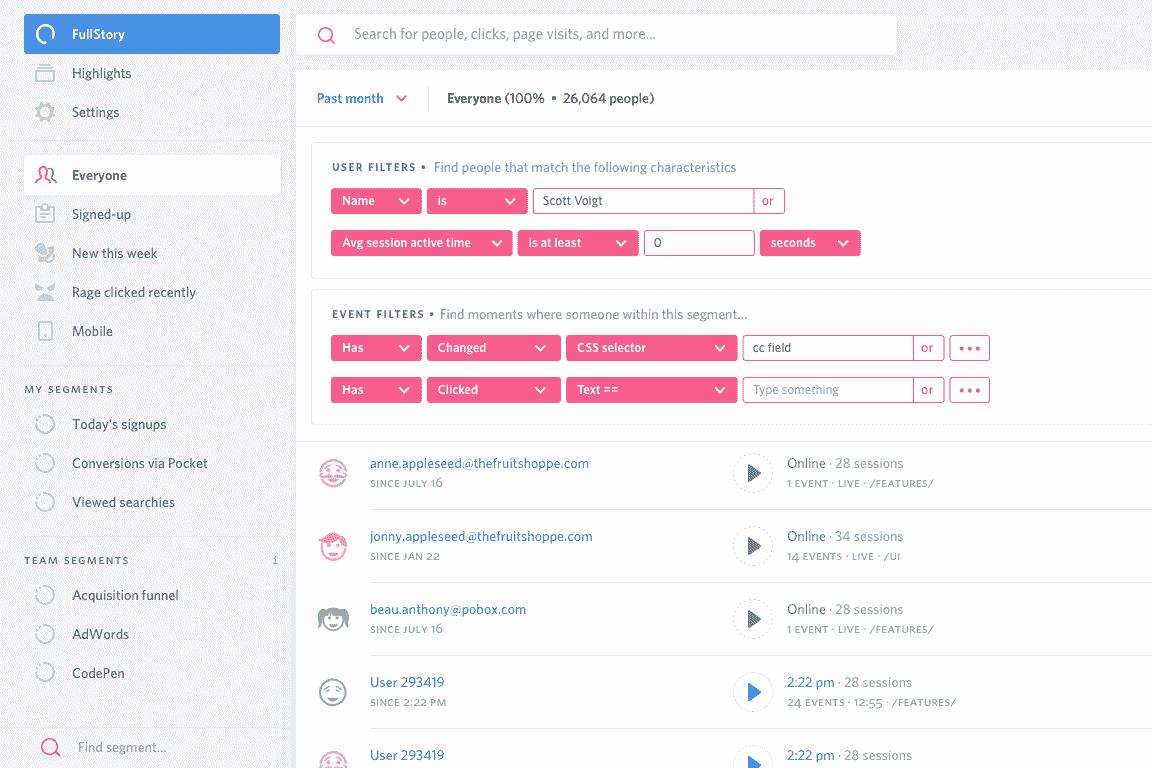 FullStory
Highlights
Settings
Everyone
Signed-up
New this week
Rage clicked recently
Mobile
MY SEGMENTS
Today's signups
Conversions via Pocket
Viewed searchies
TEAM SEGMENTS i
Acquisition funnel
AdWords
CodePen
Find segment...
Search for people, clicks, page visits, and more...
Past month Everyone (100% • 26,064 people)
USER FILTERS • Find people that match the following characteristics
Name is Scott Voigt or
Avg session active time is at least 0 seconds
EVENT FILTERS • Find moments where someone within this segment...
Has Changed CSS selector cc field or
Has Clicked Text == Type something or
anne.appleseed@thefruitshoppe.com Online · 28 sessions
SINCE JULY 16 1 EVENT · LIVE · /FEATURES/
jonny.appleseed@thefruitshoppe.com Online · 34 sessions
SINCE JAN 22 14 EVENTS · LIVE · /UI
beau.anthony@pobox.com Online · 28 sessions
SINCE JULY 16 1 EVENT · LIVE · /FEATURES/
User 293419 2:22 pm · 28 sessions
SINCE 2:22 PM 24 EVENTS · 12:55 · /FEATURES/
User 293419 2:22 pm · 28 sessions